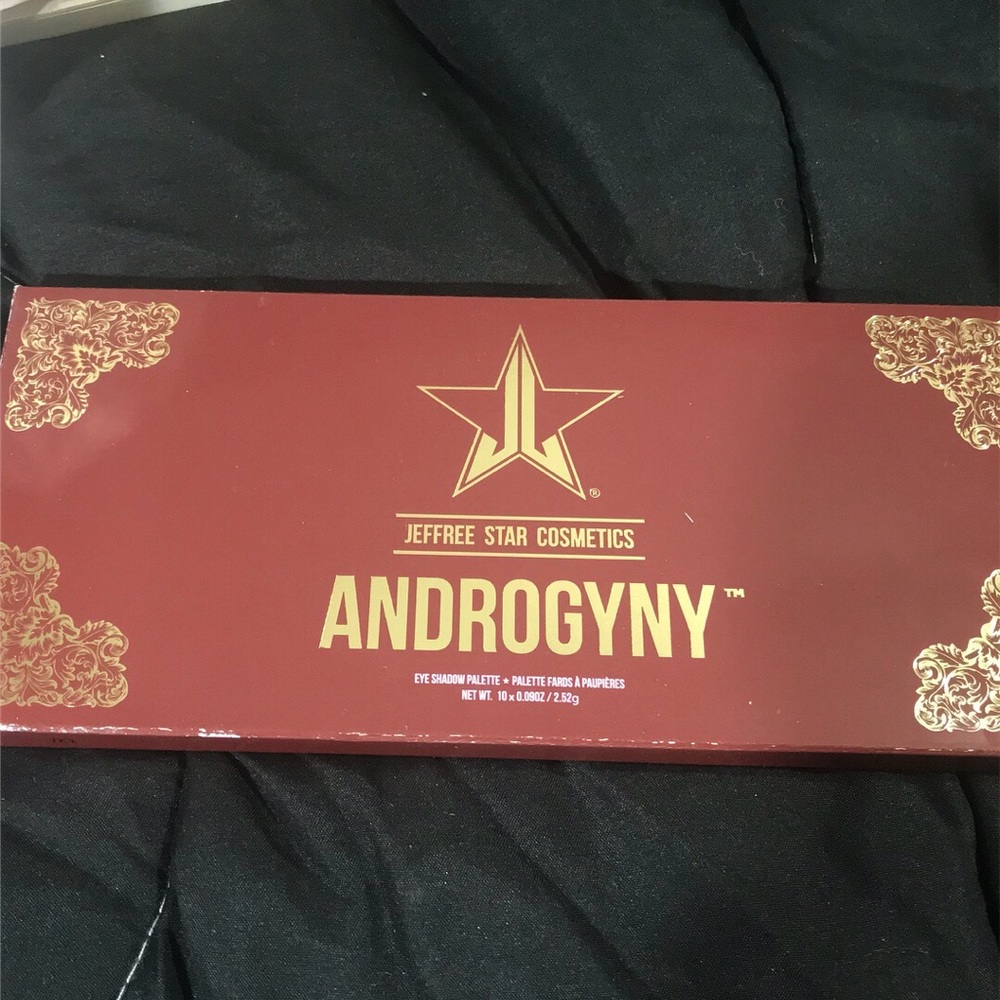 ®
JEFFREE STAR COSMETICS
ANDROGYNY™
EYE SHADOW PALETTE ★ PALETTE FARDS À PAUPIÈRES
NET WT. 10 x 0.09OZ / 2.52g